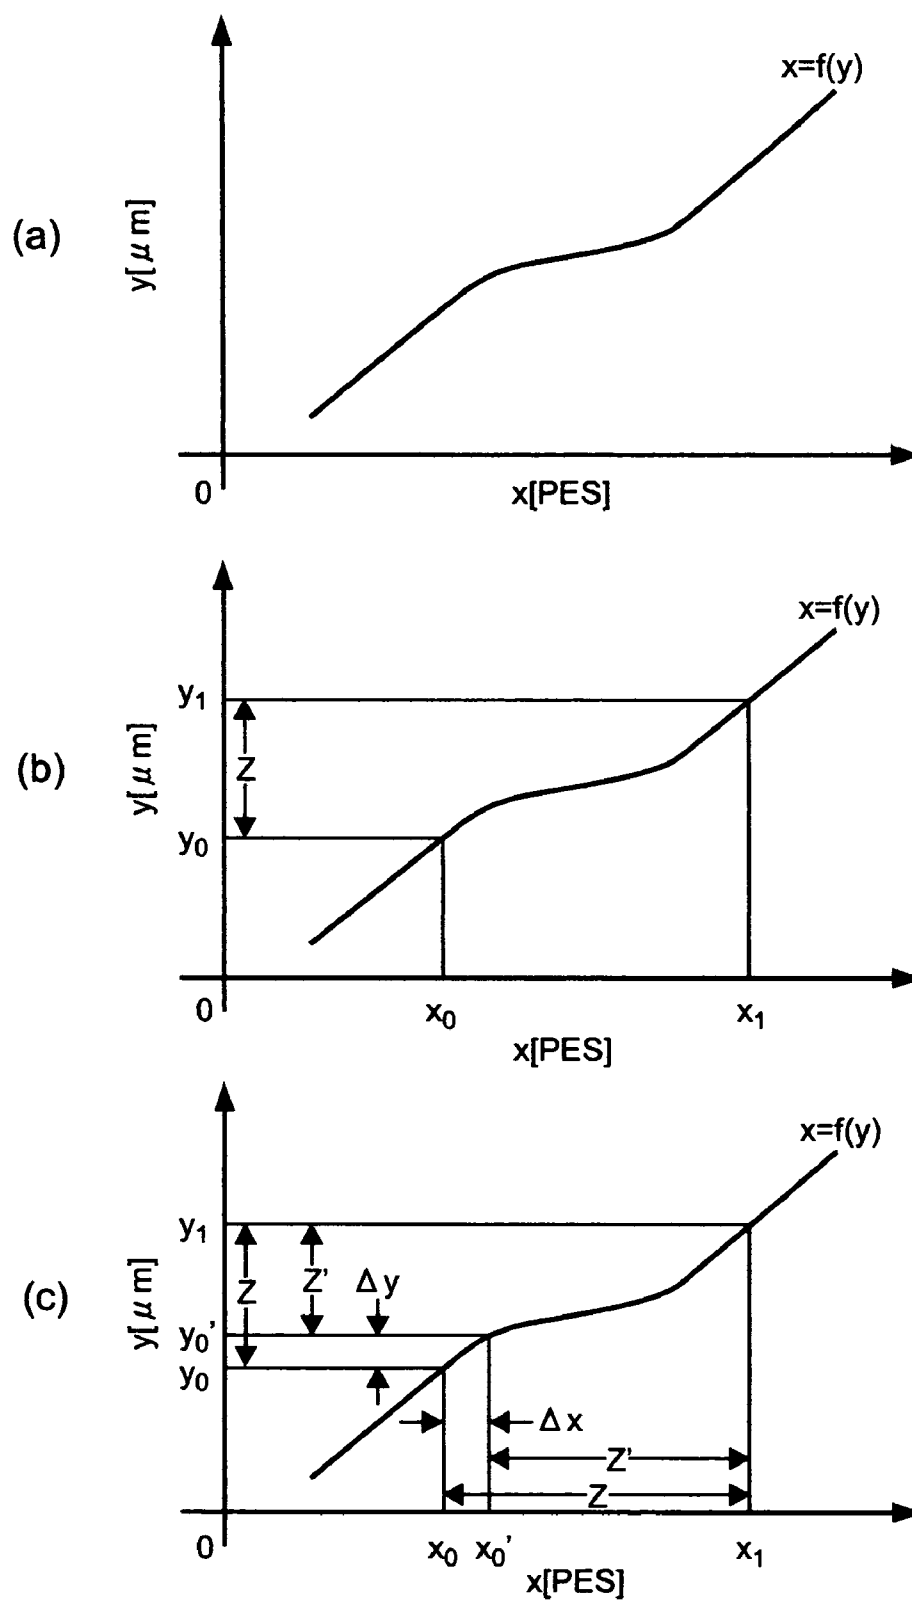 x=f(y)
(a)
y[μm]
0
x[PES]
x=f(y)
y₁
(b)
y[μm]
Z
y₀
0
x₀
x₁
x[PES]
x=f(y)
y₁
(c)
y[μm]
Z
Z'
Δy
y₀'
y₀
Δx
Z'
Z
0
x₀
x₀'
x₁
x[PES]